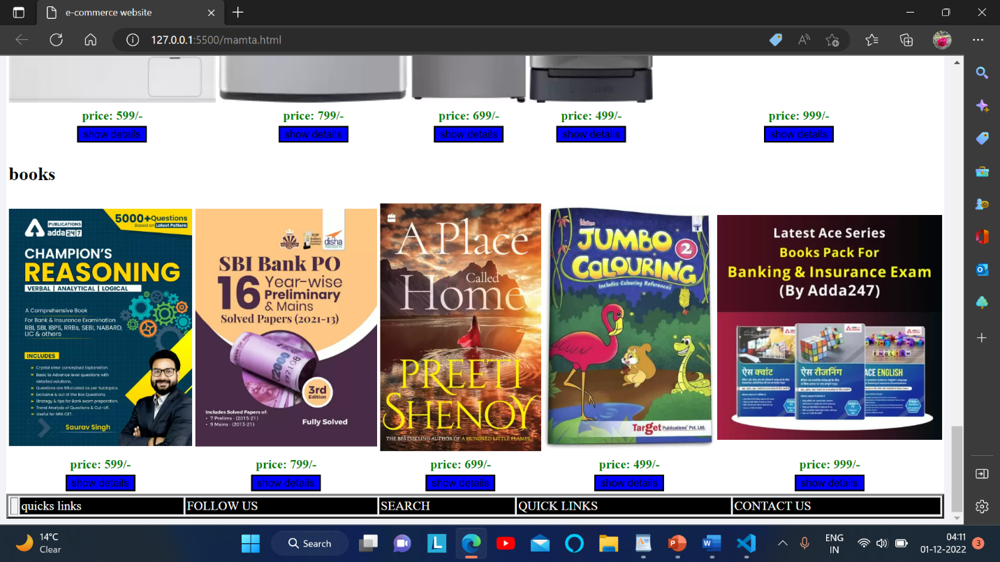 e-commerce website
127.0.0.1:5500/mamta.html
price: 599/- price: 799/- price: 699/- price: 499/- price: 999/-
show details show details show details show details show details
books
PUBLICATIONS
adda247
5000+Questions
Based on Latest Pattern
CHAMPION'S
REASONING
VERBAL | ANALYTICAL | LOGICAL
A Comprehensive Book
For Bank & Insurance Examination
RBI, SBI, IBPS, RRBs, SEBI, NABARD,
LIC & others
INCLUDES
Crystal clear conceptual Explanation.
Basic to Advance level questions with
detailed solutions.
Questions are Bifurcated as per Subtopics.
Exclusive & out of the Box Questions.
Strategy & tips for Bank exam preparation.
Trend Analysis of Questions & Cut-off.
Useful for NRA CET.
Saurav Singh
TOP
disha
SBI Bank PO
16 Year-wise
Preliminary
& Mains
Solved Papers (2021-13)
3rd
Edition
Includes Solved Papers of:
• 7 Prelims - (2015-21)
• 9 Mains - (2013-21)
Fully Solved
A Place
Called
Home
PREETI
SHENOY
THE BESTSELLING AUTHOR OF A HUNDRED LITTLE FLAMES
JUMBO 2
COLOURING
Includes Colouring References
Target Publications Pvt. Ltd.
Latest Ace Series
Books Pack For
Banking & Insurance Exam
(By Adda247)
ENGLISH
ऐस क्वांट ऐस रीजनिंग ACE ENGLISH
price: 599/- price: 799/- price: 699/- price: 499/- price: 999/-
show details show details show details show details show details
quicks links FOLLOW US SEARCH QUICK LINKS CONTACT US
14°C
Clear
Search
ENG
IN
04:11
01-12-2022
3